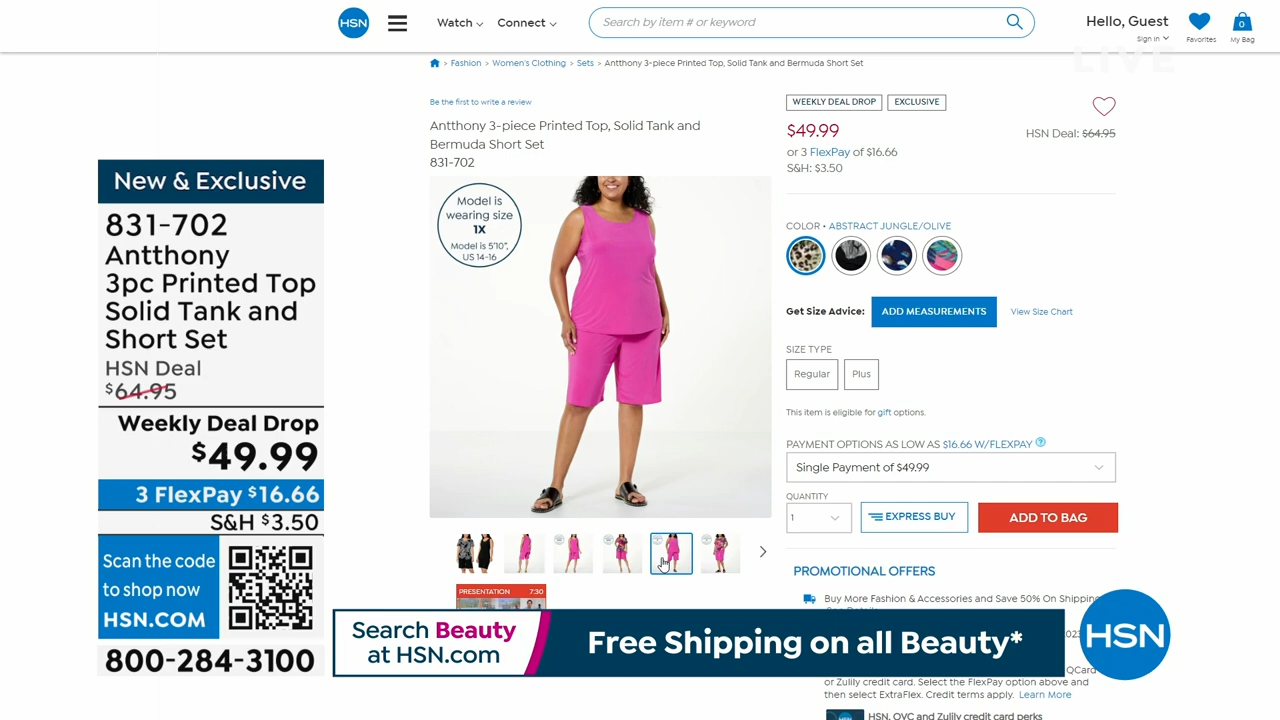 HSN
Watch
Connect
Search by item # or keyword
Hello, Guest
Sign in
Favorites
0
My Bag
LIVE
> Fashion > Women's Clothing > Sets > Antthony 3-piece Printed Top, Solid Tank and Bermuda Short Set
Be the first to write a review
Antthony 3-piece Printed Top, Solid Tank and
Bermuda Short Set
831-702
Model is
wearing size
1X
Model is 5'10",
US 14-16
PRESENTATION 7:30
WEEKLY DEAL DROP
EXCLUSIVE
$49.99
HSN Deal: $64.95
or 3 FlexPay of $16.66
S&H: $3.50
COLOR • ABSTRACT JUNGLE/OLIVE
Get Size Advice:
ADD MEASUREMENTS
View Size Chart
SIZE TYPE
Regular
Plus
This item is eligible for gift options.
PAYMENT OPTIONS AS LOW AS $16.66 W/FLEXPAY
Single Payment of $49.99
QUANTITY
1
EXPRESS BUY
ADD TO BAG
PROMOTIONAL OFFERS
Buy More Fashion & Accessories and Save 50% On Shipping
QCard
or Zulily credit card. Select the FlexPay option above and
then select ExtraFlex. Credit terms apply. Learn More
HSN, QVC and Zulily credit card perks
New & Exclusive
831-702
Antthony
3pc Printed Top
Solid Tank and
Short Set
HSN Deal
$64.95
Weekly Deal Drop
$49.99
3 FlexPay $16.66
S&H $3.50
Scan the code
to shop now
HSN.COM
800-284-3100
Search Beauty
at HSN.com
Free Shipping on all Beauty*
HSN